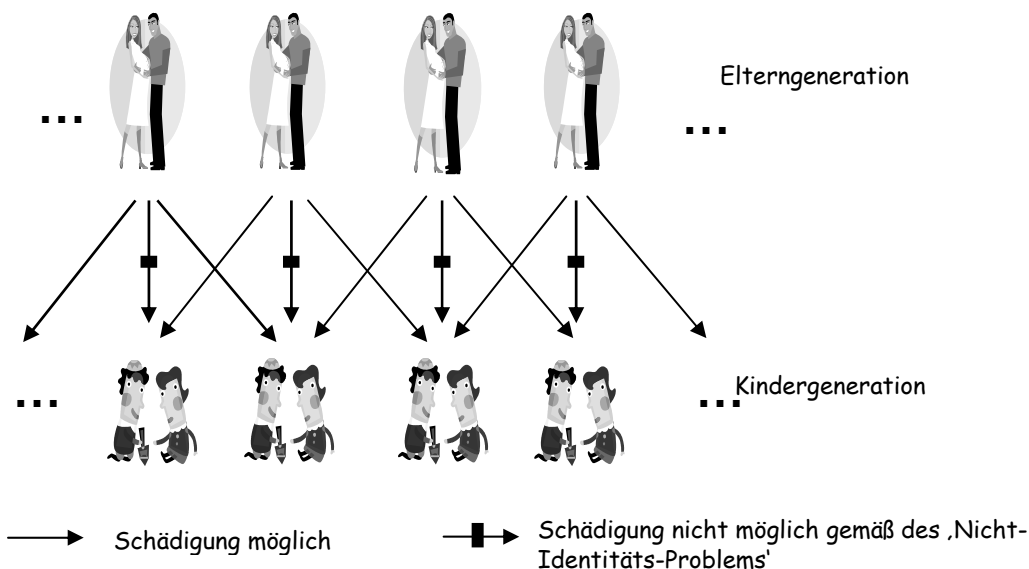 Elterngeneration
...
...
...
...Kindergeneration
Schädigung möglich
Schädigung nicht möglich gemäß des ‚Nicht-
Identitäts-Problems‘